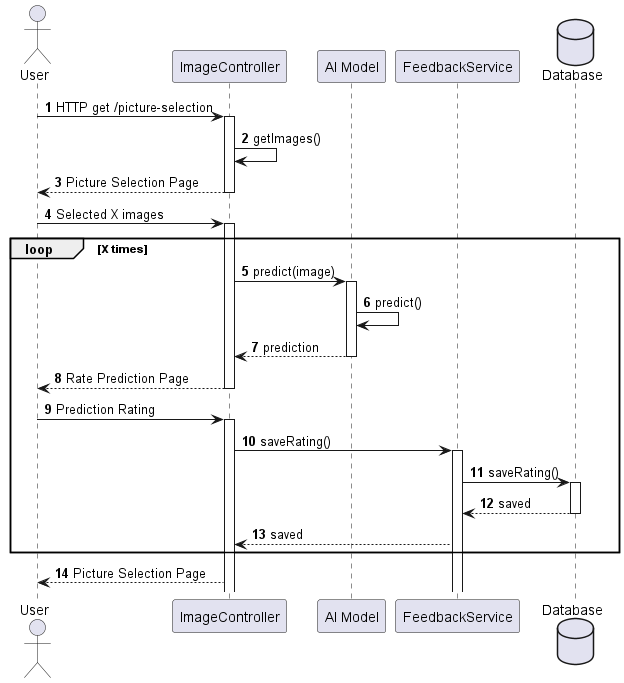 User
ImageController
AI Model
FeedbackService
Database
1 HTTP get /picture-selection
2 getImages()
3 Picture Selection Page
4 Selected X images
loop [X times]
5 predict(image)
6 predict()
7 prediction
8 Rate Prediction Page
9 Prediction Rating
10 saveRating()
11 saveRating()
12 saved
13 saved
14 Picture Selection Page
User
ImageController
AI Model
FeedbackService
Database